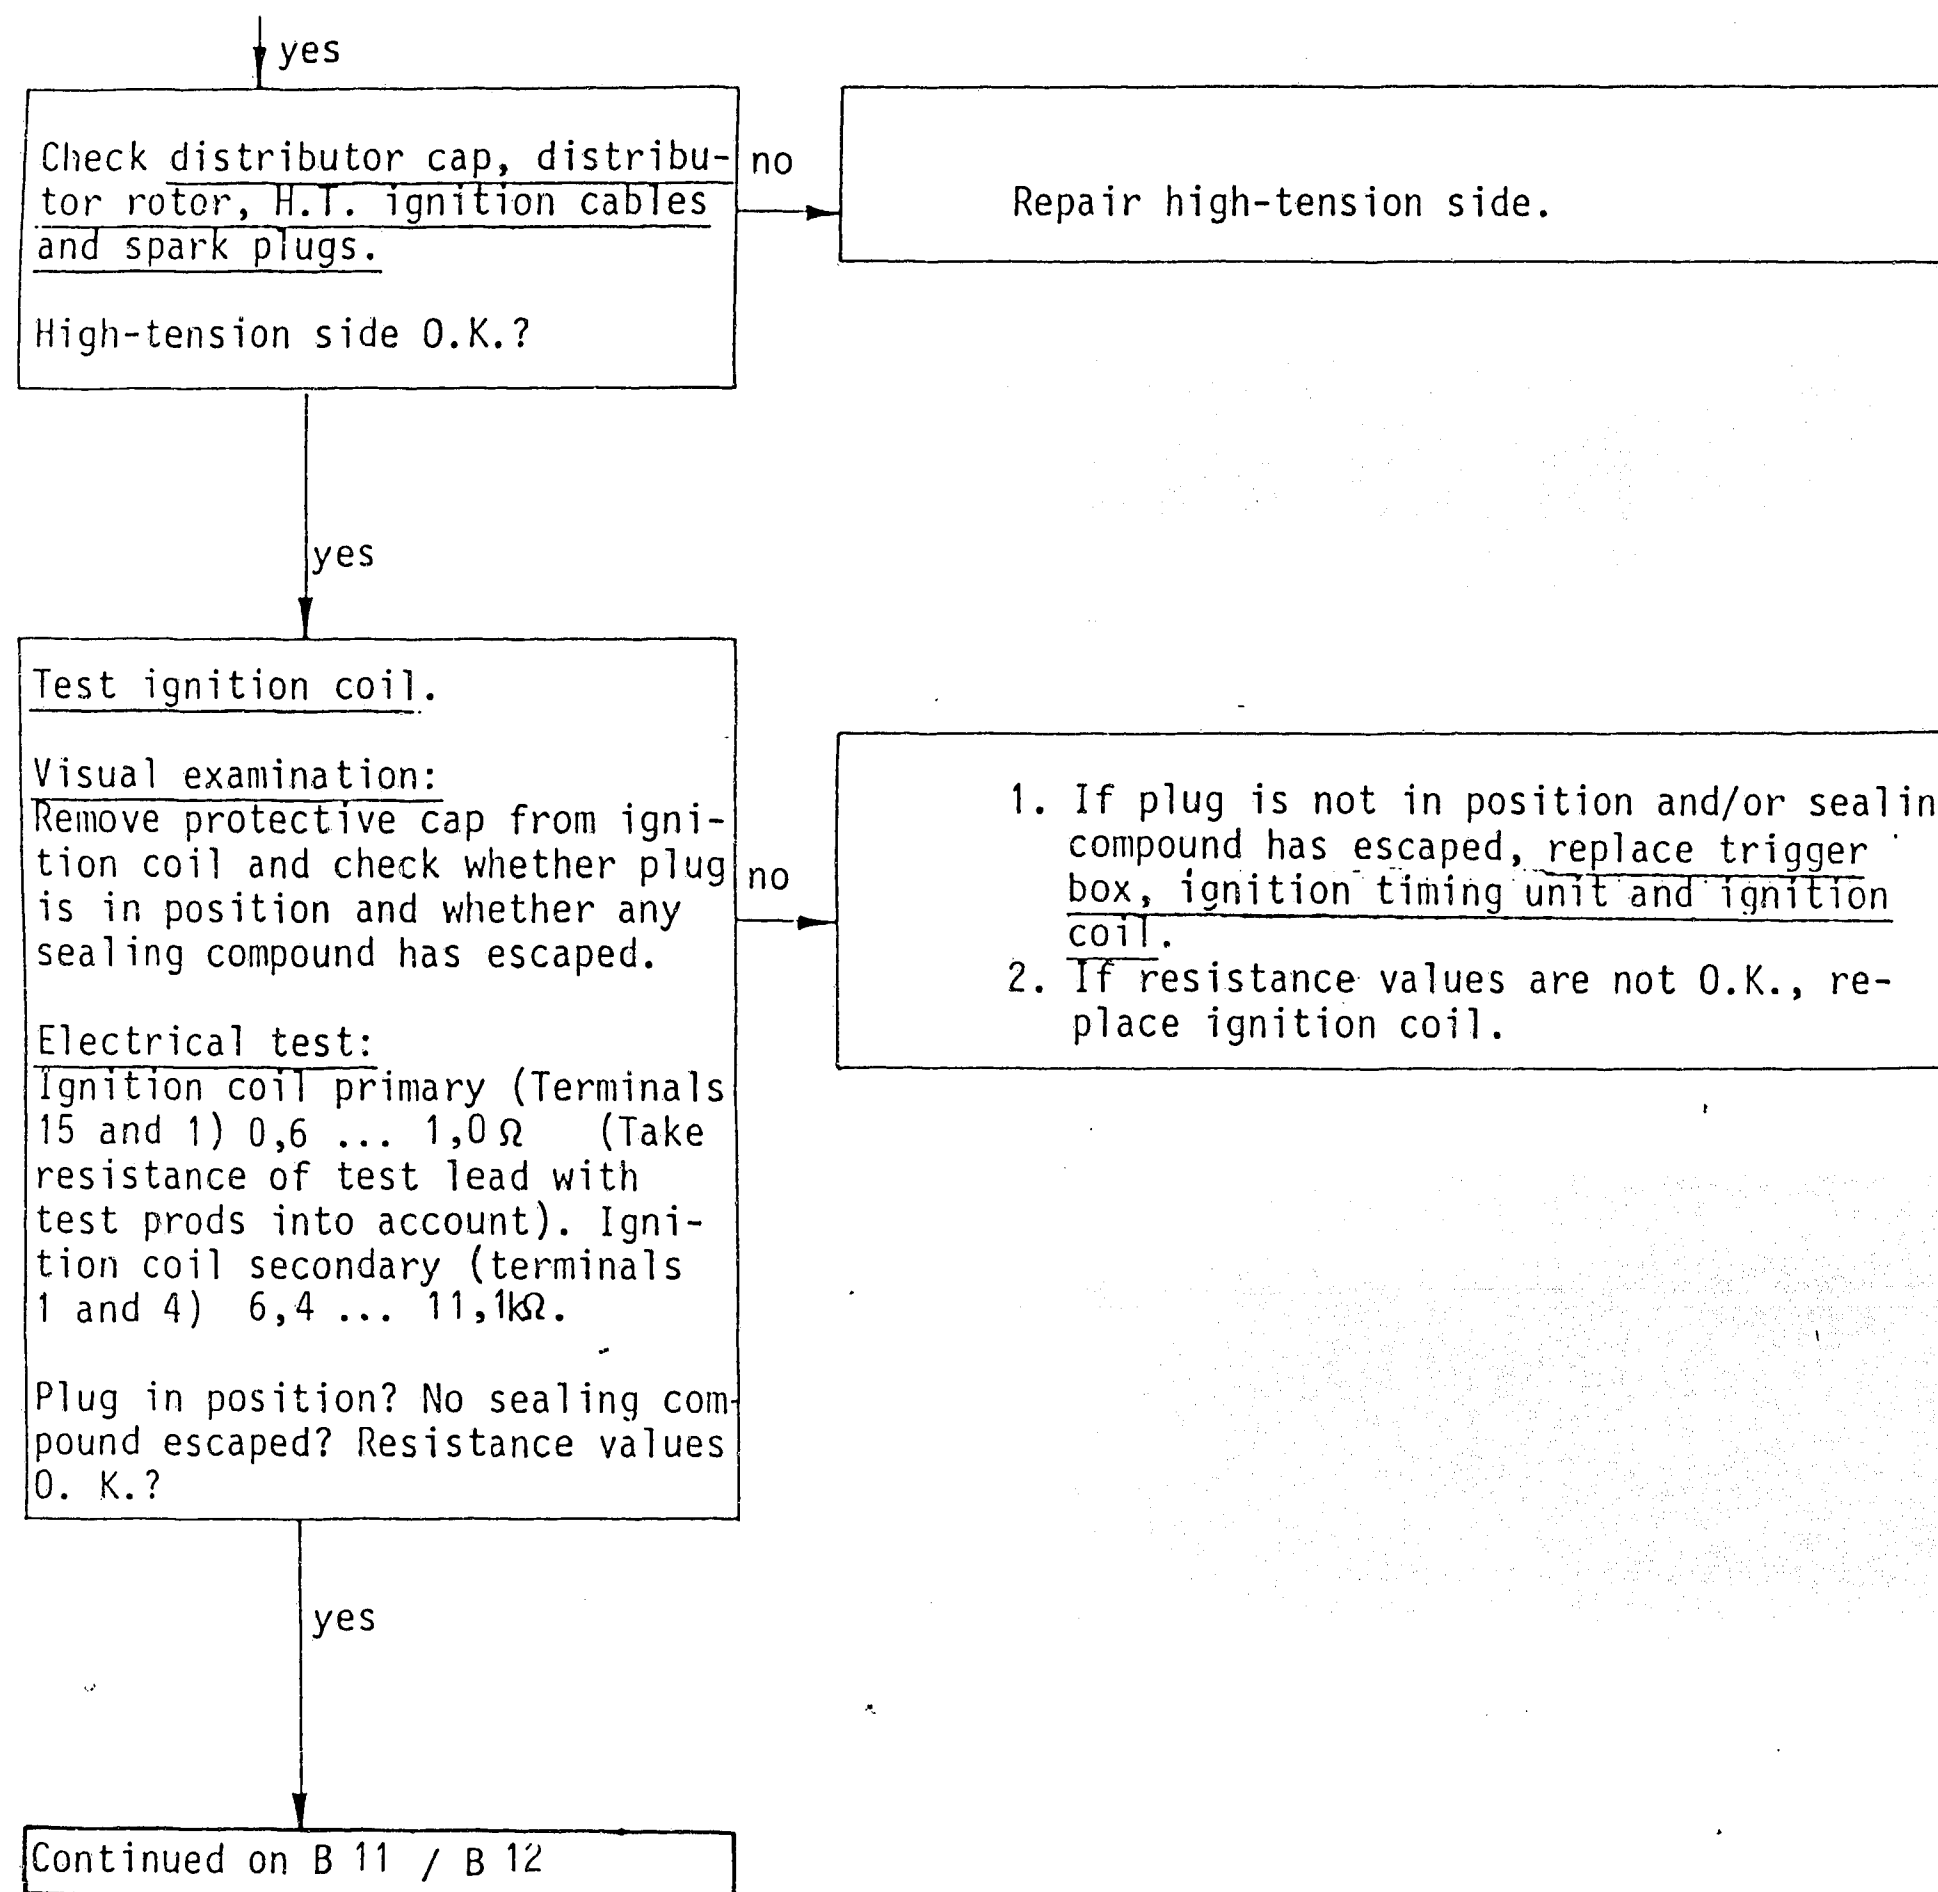 yes
Check distributor cap, distribu-
tor rotor, H.T. ignition cables
and spark plugs.
High-tension side O.K.?
no
Repair high-tension side.
yes
Test ignition coil.
Visual examination:
Remove protective cap from igni-
tion coil and check whether plug
is in position and whether any
sealing compound has escaped.
Electrical test:
Ignition coil primary (Terminals
15 and 1) 0,6 ... 1,0 Ω (Take
resistance of test lead with
test prods into account). Igni-
tion coil secondary (terminals
1 and 4) 6,4 ... 11,1kΩ.
Plug in position? No sealing com-
pound escaped? Resistance values
O. K.?
no
1. If plug is not in position and/or sealin
compound has escaped, replace trigger
box, ignition timing unit and ignition
coil.
2. If resistance values are not O.K., re-
place ignition coil.
yes
Continued on B 11 / B 12